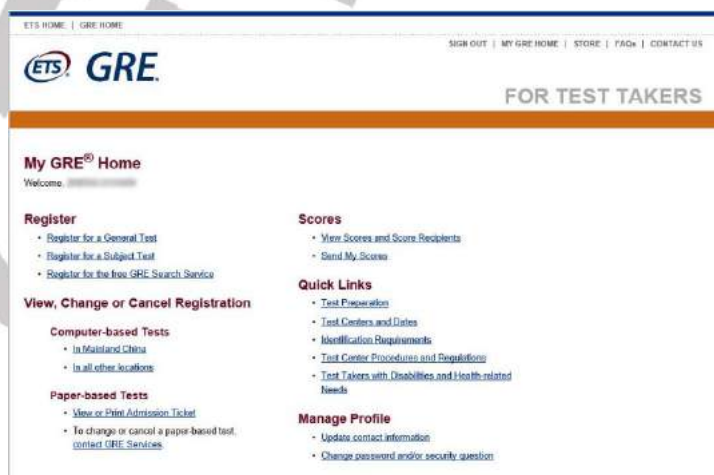 ETS HOME | GRE HOME
SIGN OUT | MY GRE HOME | STORE | FAQs | CONTACT US
ETS GRE
FOR TEST TAKERS
My GRE® Home
Welcome,
Register
• Register for a General Test
• Register for a Subject Test
• Register for the free GRE Search Service
View, Change or Cancel Registration
Computer-based Tests
• In Mainland China
• In all other locations
Paper-based Tests
• View or Print Admission Ticket
• To change or cancel a paper-based test,
contact GRE Services.
Scores
• View Scores and Score Recipients
• Send My Scores
Quick Links
• Test Preparation
• Test Centers and Dates
• Identification Requirements
• Test Center Procedures and Regulations
• Test Takers with Disabilities and Health-related
Needs
Manage Profile
• Update contact information
• Change password and/or security question